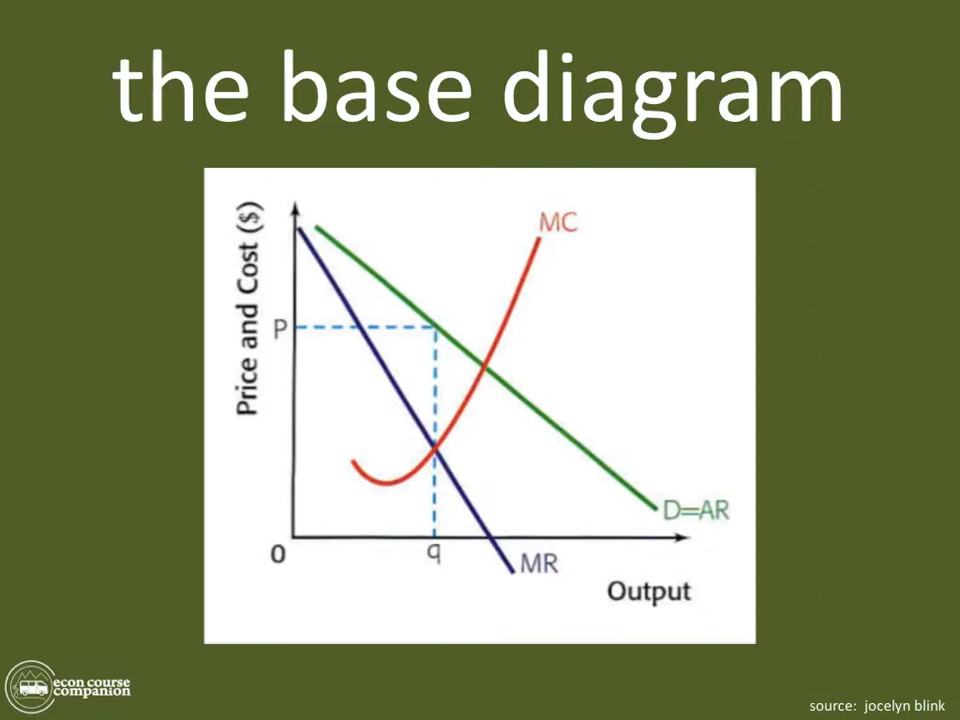 the base diagram
Price and Cost ($)
MC
P
D=AR
0
q
MR
Output
econ course
companion
source: jocelyn blink